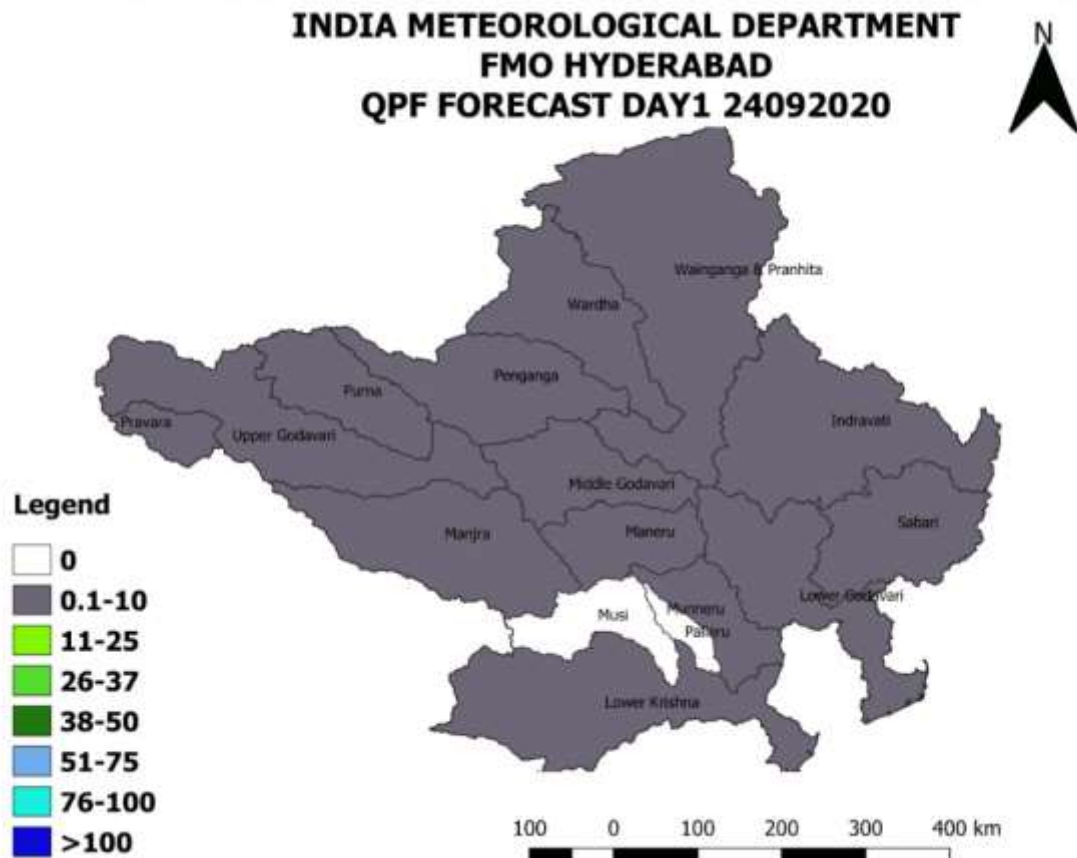 INDIA METEOROLOGICAL DEPARTMENT
FMO HYDERABAD
QPF FORECAST DAY1 24092020
N
Wainganga & Pranhita
Wardha
Penganga
Purna
Pravara
Upper Godavari
Indravati
Middle Godavari
Manjra
Maneru
Sabari
Lower Godavari
Musi
Munneru
Palleru
Lower Krishna
Legend
0
0.1-10
11-25
26-37
38-50
51-75
76-100
>100
100 0 100 200 300 400 km